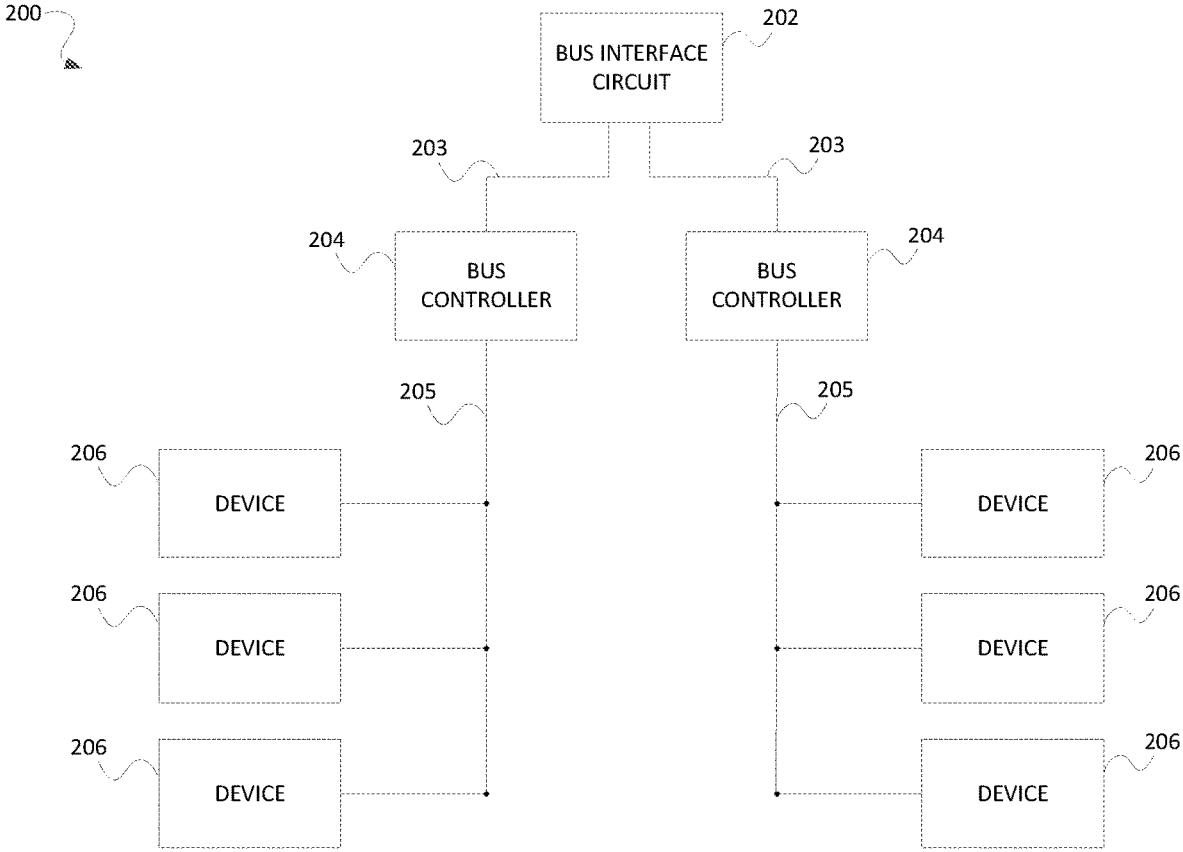 200
202
BUS INTERFACE
CIRCUIT
203
203
204
204
BUS
CONTROLLER
BUS
CONTROLLER
205
205
206
DEVICE
DEVICE
206
206
DEVICE
DEVICE
206
206
DEVICE
DEVICE
206